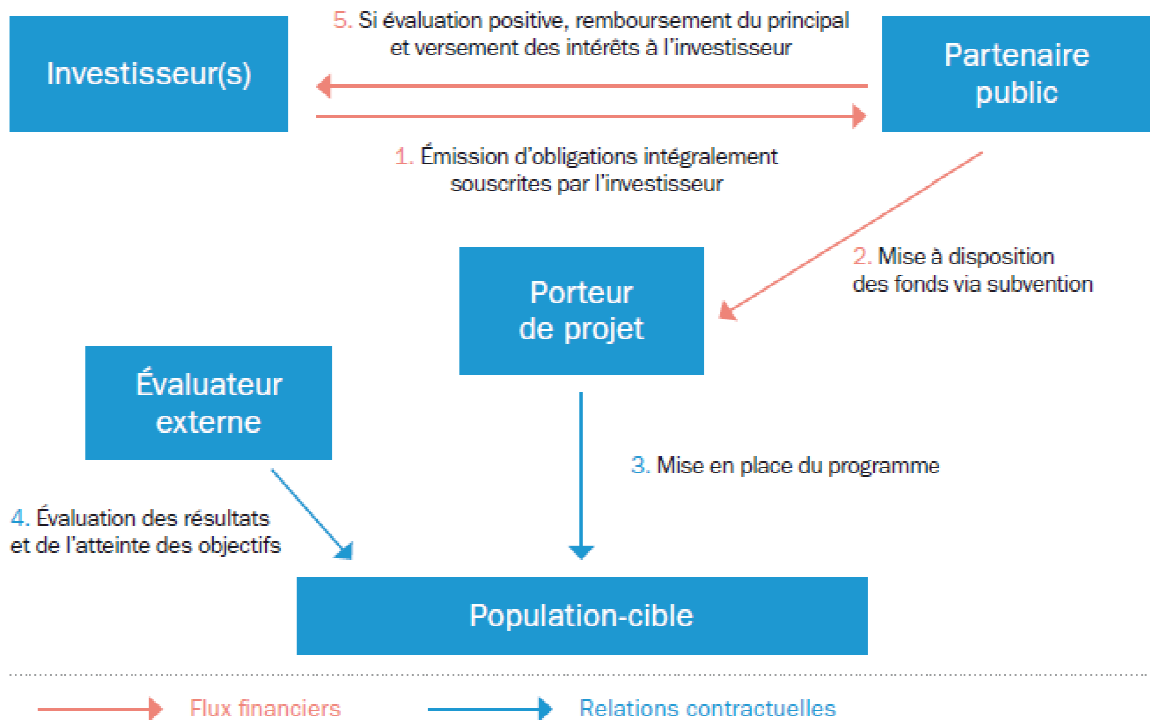 5. Si évaluation positive, remboursement du principal
et versement des intérêts à l'investisseur
Investisseur(s)
Partenaire
public
1. Émission d'obligations intégralement
souscrites par l'investisseur
2. Mise à disposition
des fonds via subvention
Porteur
de projet
Évaluateur
externe
3. Mise en place du programme
4. Évaluation des résultats
et de l'atteinte des objectifs
Population-cible
Flux financiers
Relations contractuelles